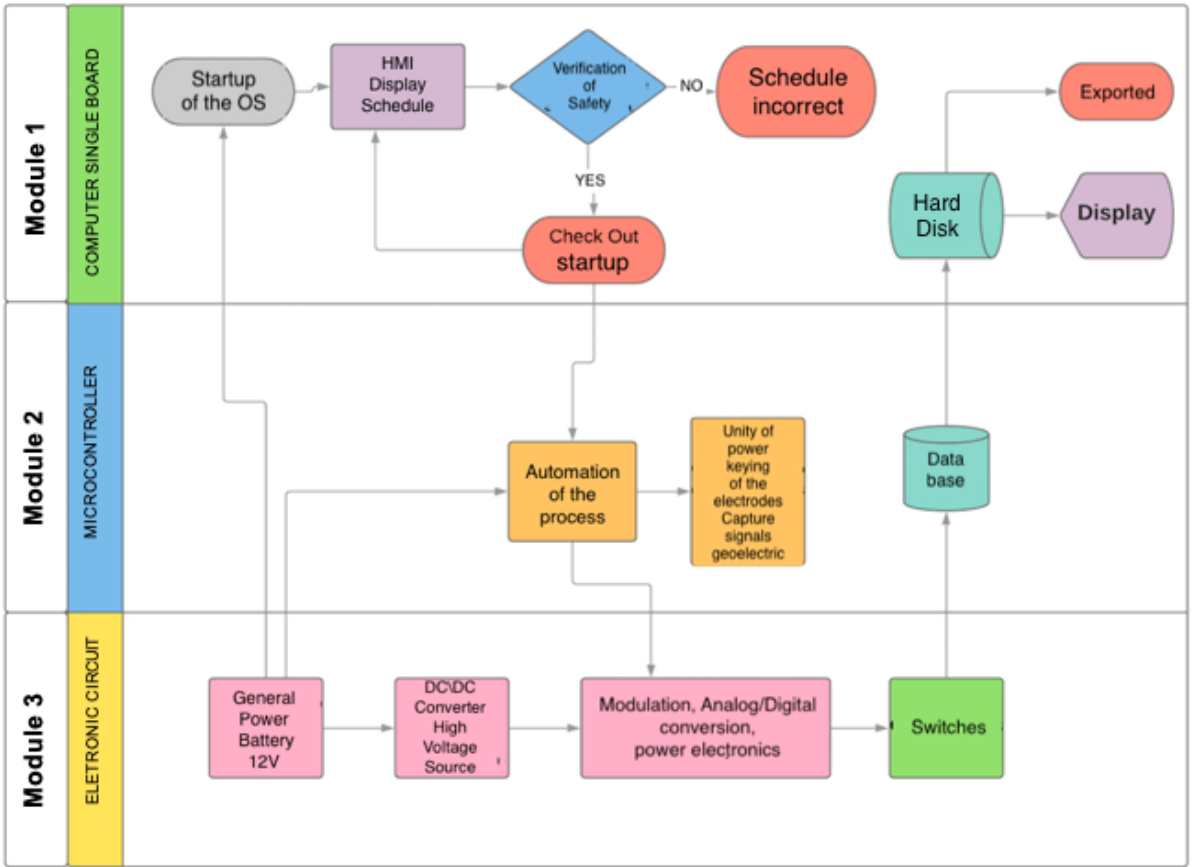 Module 1
COMPUTER SINGLE BOARD
Startup
of the OS
HMI
Display
Schedule
Verification
of
Safety
NO
Schedule
incorrect
YES
Check Out
startup
Exported
Hard
Disk
Display
Module 2
MICROCONTROLLER
Automation
of the
process
Unity of
power
keying
of the
electrodes
Capture
signals
geoelectric
Data
base
Module 3
ELETRONIC CIRCUIT
General
Power
Battery
12V
DC\DC
Converter
High
Voltage
Source
Modulation, Analog/Digital
conversion,
power electronics
Switches